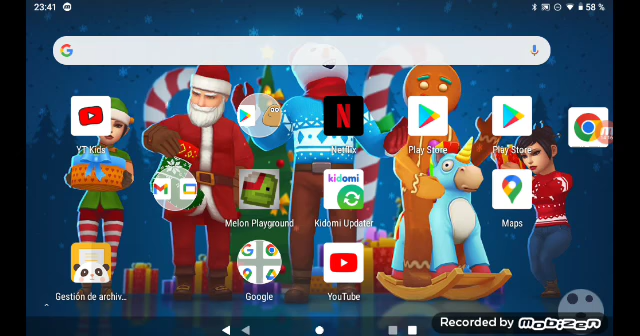 23:41
58 %
YT Kids
Netflix
Play Store
Play Store
Melon Playground
kidomi
Kidomi Updater
Maps
Gestión de archiv...
Google
YouTube
Recorded by
mobizen